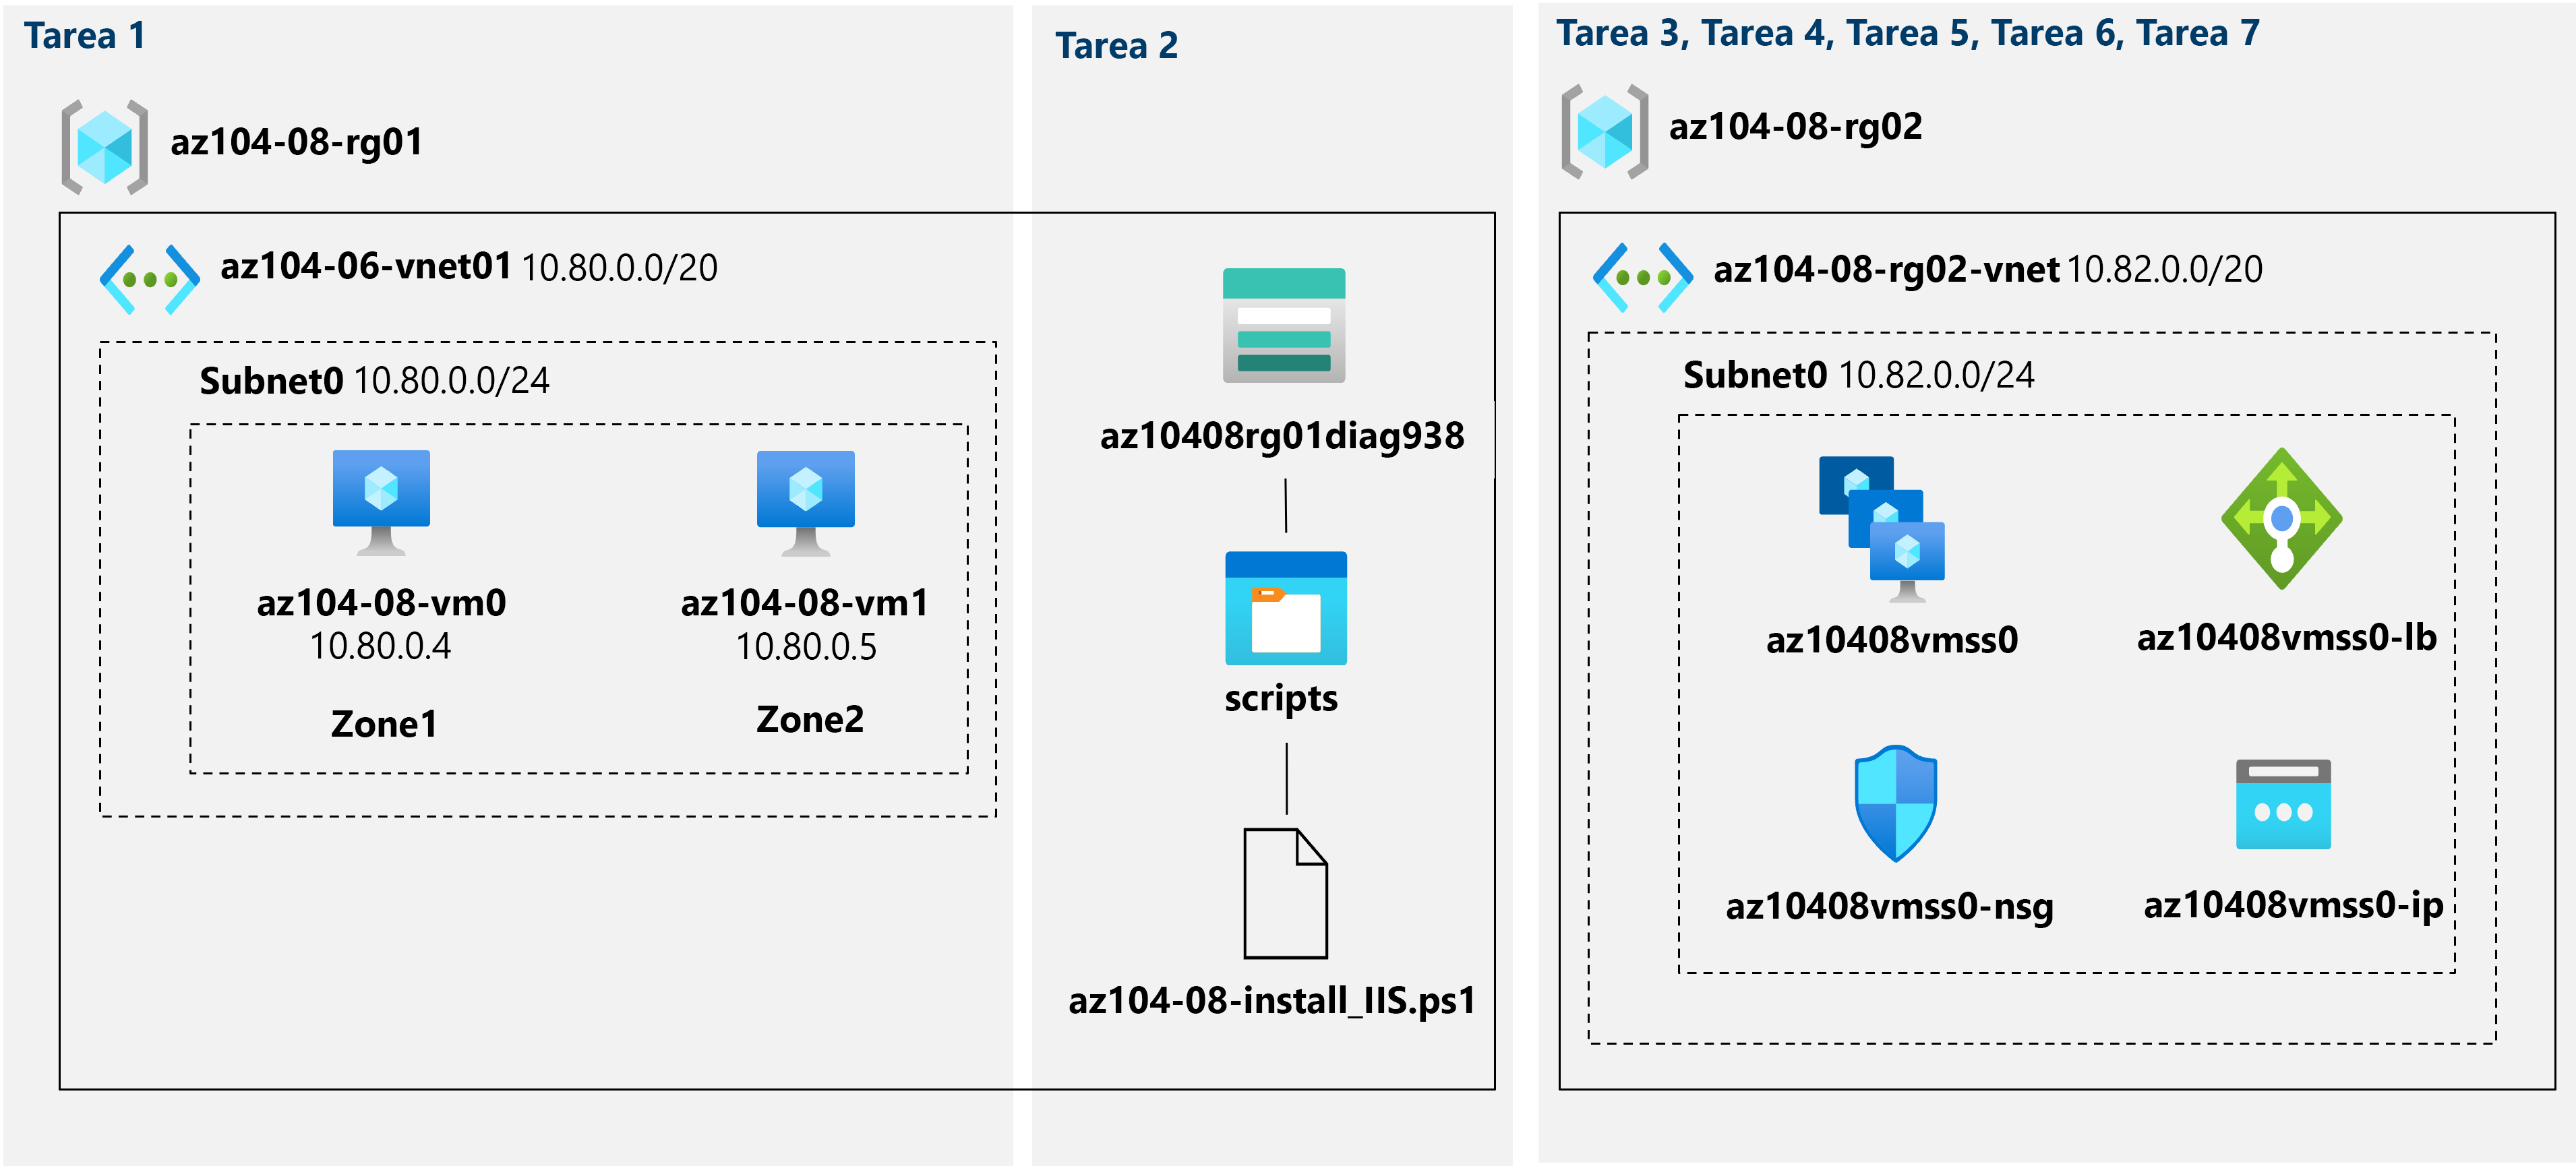 Tarea 1
az104-08-rg01
az104-06-vnet01 10.80.0.0/20
Subnet0 10.80.0.0/24
az104-08-vm0
10.80.0.4
Zone1
az104-08-vm1
10.80.0.5
Zone2
Tarea 2
az10408rg01diag938
scripts
az104-08-install_IIS.ps1
Tarea 3, Tarea 4, Tarea 5, Tarea 6, Tarea 7
az104-08-rg02
az104-08-rg02-vnet 10.82.0.0/20
Subnet0 10.82.0.0/24
az10408vmss0
az10408vmss0-lb
az10408vmss0-nsg
az10408vmss0-ip